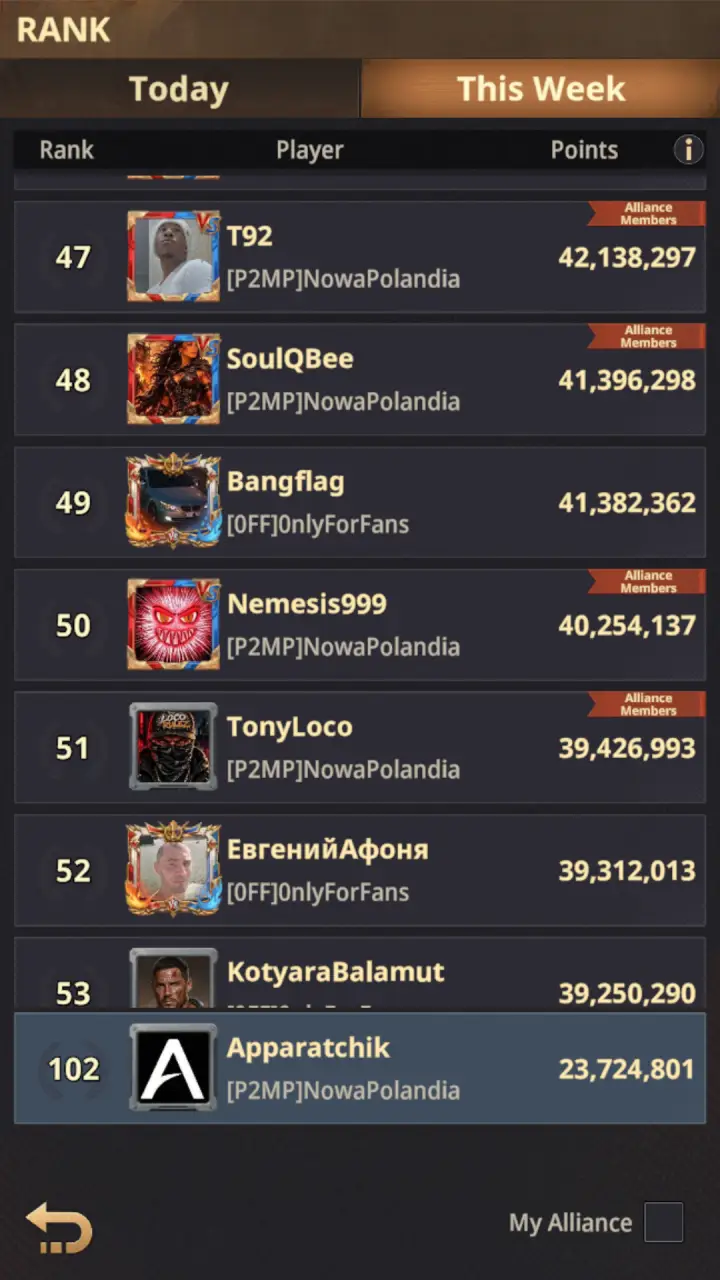 RANK
Today
This Week
Rank
Player
Points
Alliance
Members
47
T92
[P2MP]NowaPolandia
42,138,297
Alliance
Members
48
SoulQBee
[P2MP]NowaPolandia
41,396,298
49
Bangflag
[0FF]0nlyForFans
41,382,362
Alliance
Members
50
Nemesis999
[P2MP]NowaPolandia
40,254,137
Alliance
Members
51
TonyLoco
[P2MP]NowaPolandia
39,426,993
52
ЕвгенийАфоня
[0FF]0nlyForFans
39,312,013
53
KotyaraBalamut
39,250,290
102
Apparatchik
[P2MP]NowaPolandia
23,724,801
My Alliance